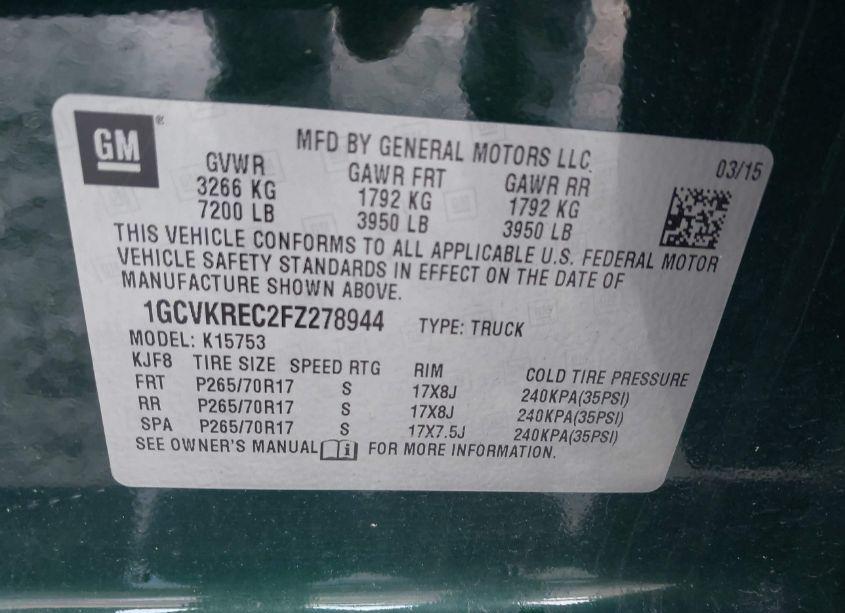 GM®
MFD BY GENERAL MOTORS LLC
03/15
GVWR GAWR FRT GAWR RR
3266 KG 1792 KG 1792 KG
7200 LB 3950 LB 3950 LB
THIS VEHICLE CONFORMS TO ALL APPLICABLE U.S. FEDERAL MOTOR
VEHICLE SAFETY STANDARDS IN EFFECT ON THE DATE OF
MANUFACTURE SHOWN ABOVE.
1GCVKREC2FZ278944 TYPE: TRUCK
MODEL: K15753
KJF8 TIRE SIZE SPEED RTG RIM COLD TIRE PRESSURE
FRT P265/70R17 S 17X8J 240KPA(35PSI)
RR P265/70R17 S 17X8J 240KPA(35PSI)
SPA P265/70R17 S 17X7.5J 240KPA(35PSI)
SEE OWNER'S MANUAL FOR MORE INFORMATION.